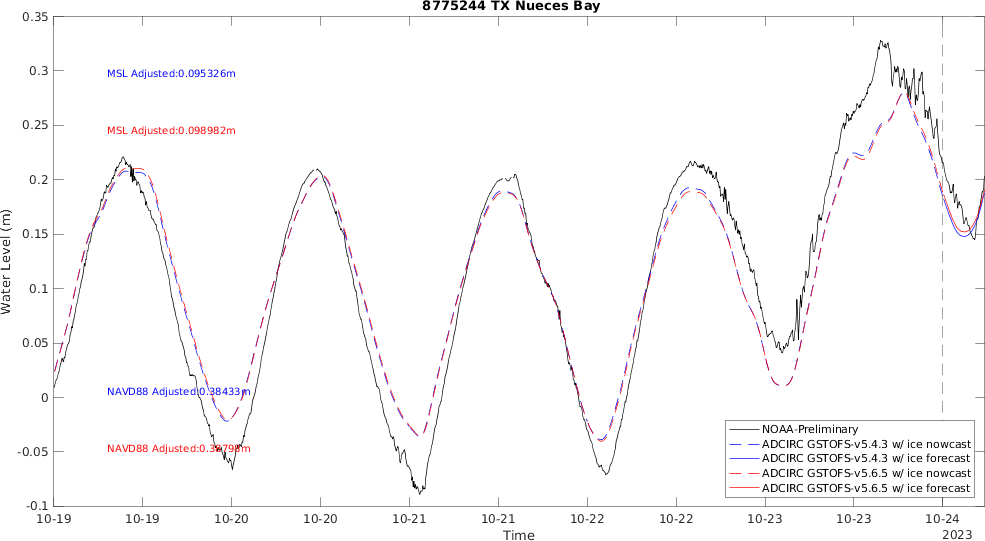 8775244 TX Nueces Bay
0.35
0.3
0.25
0.2
0.15
0.1
0.05
0
-0.05
-0.1
Water Level (m)
MSL Adjusted:0.095326m
MSL Adjusted:0.098982m
NAVD88 Adjusted:0.38433m
NAVD88 Adjusted:
NOAA-Preliminary
ADCIRC GSTOFS-v5.4.3 w/ ice nowcast
ADCIRC GSTOFS-v5.4.3 w/ ice forecast
ADCIRC GSTOFS-v5.6.5 w/ ice nowcast
ADCIRC GSTOFS-v5.6.5 w/ ice forecast
10-19 10-19 10-20 10-20 10-21 10-21 10-22 10-22 10-23 10-23 10-24
2023
Time